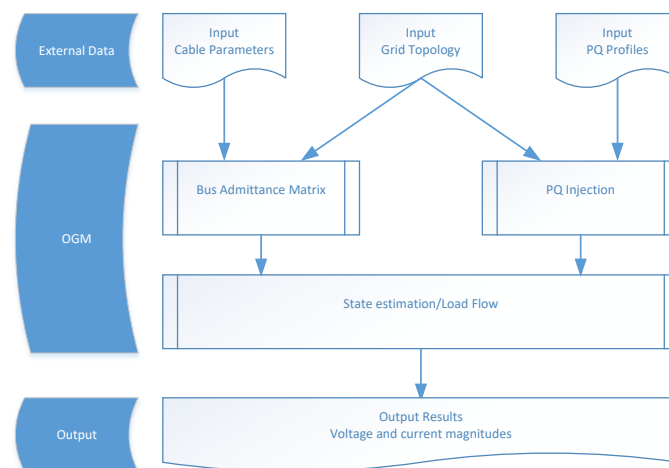 External Data
Input
Cable Parameters
Input
Grid Topology
Input
PQ Profiles
OGM
Bus Admittance Matrix
PQ Injection
State estimation/Load Flow
Output
Output Results
Voltage and current magnitudes